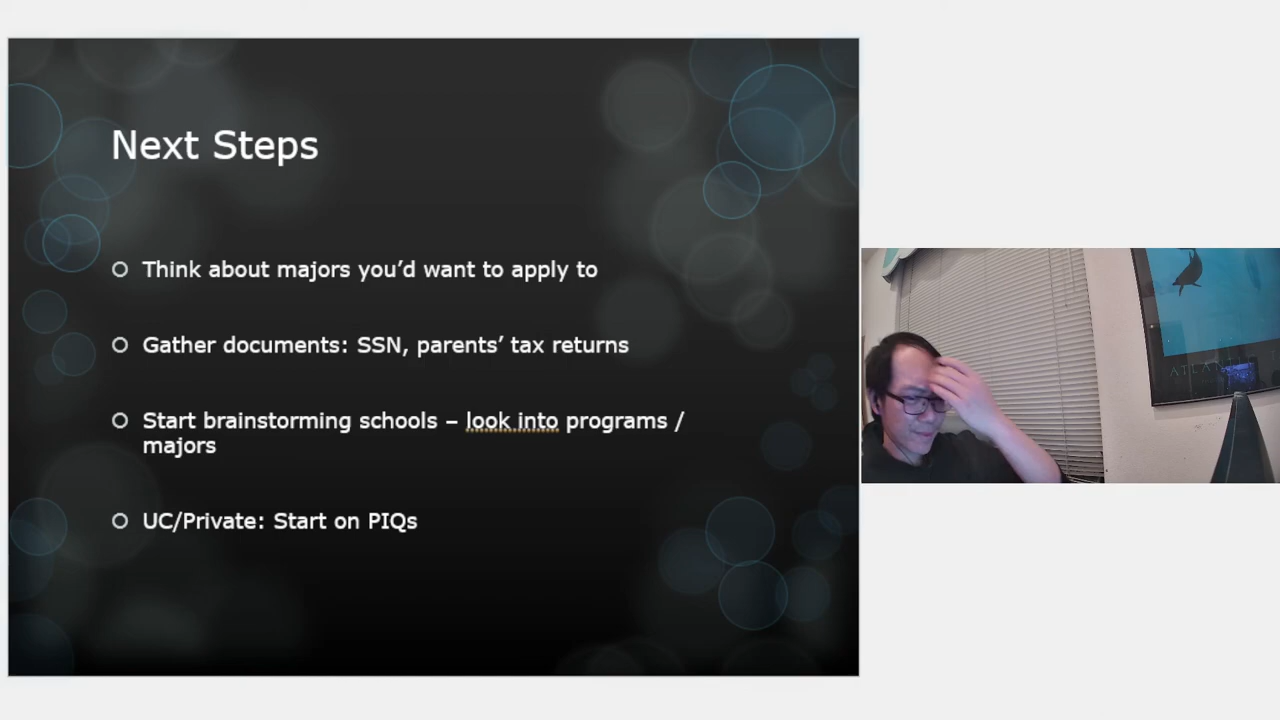 Next Steps
Think about majors you’d want to apply to
Gather documents: SSN, parents’ tax returns
Start brainstorming schools – look into programs /
majors
UC/Private: Start on PIQs